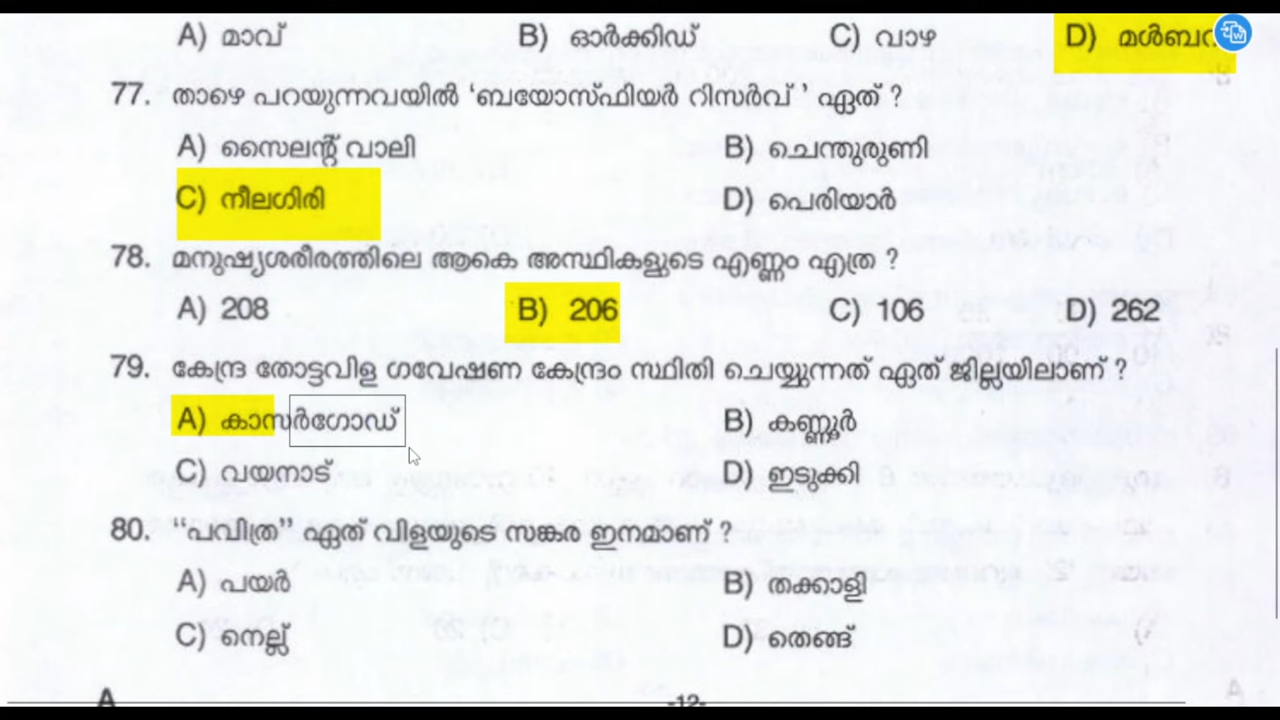 A) മാവ് B) ഓർക്കിഡ് C) വാഴ D) മൾബറ
77. താഴെ പറയുന്നവയിൽ 'ബയോസ്ഫിയർ റിസർവ് ' ഏത് ?
A) സൈലന്റ് വാലി B) ചെന്തുരുണി
C) നീലഗിരി D) പെരിയാർ
78. മനുഷ്യശരീരത്തിലെ ആകെ അസ്ഥികളുടെ എണ്ണം എത്ര ?
A) 208 B) 206 C) 106 D) 262
79. കേന്ദ്ര തോട്ടവിള ഗവേഷണ കേന്ദ്രം സ്ഥിതി ചെയ്യുന്നത് ഏത് ജില്ലയിലാണ് ?
A) കാസർഗോഡ് B) കണ്ണൂർ
C) വയനാട് D) ഇടുക്കി
80. “പവിത്ര” ഏത് വിളയുടെ സങ്കര ഇനമാണ് ?
A) പയർ B) തക്കാളി
C) നെല്ല് D) തെങ്ങ്
A -12-